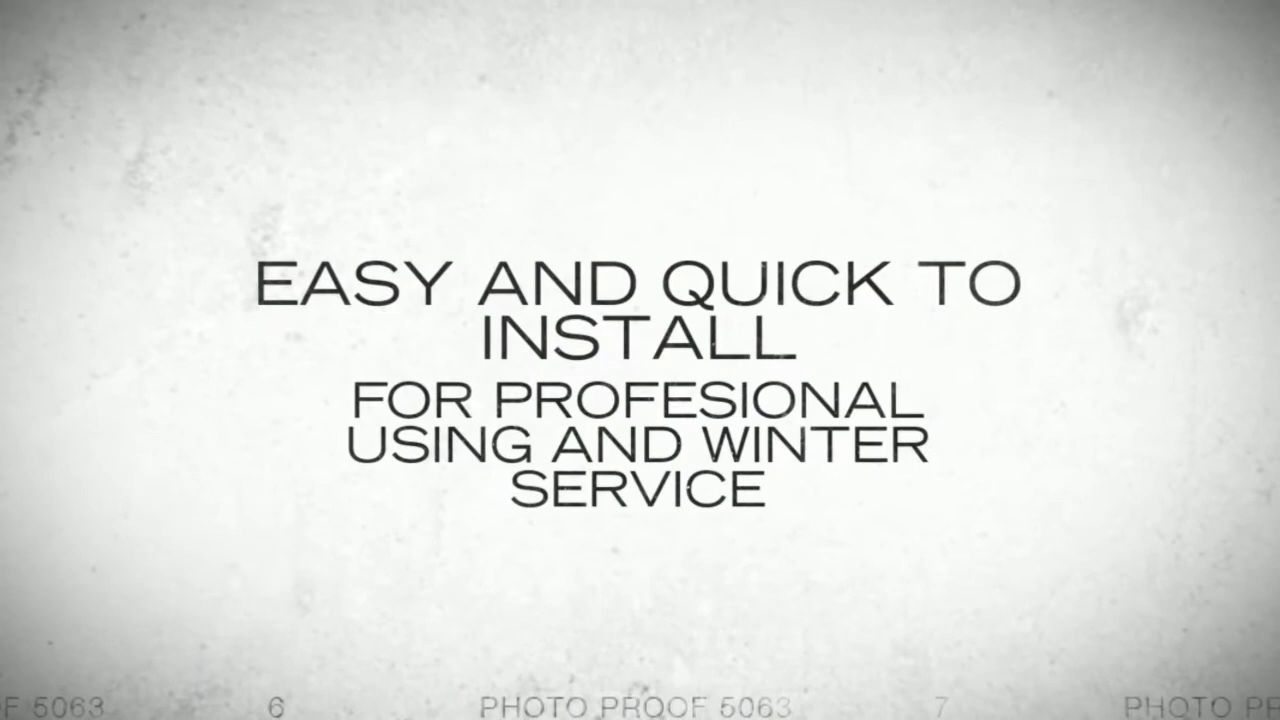 EASY AND QUICK TO
INSTALL
FOR PROFESIONAL
USING AND WINTER
SERVICE
F 5063 6 PHOTO PROOF 5063 7 PHOTO PR